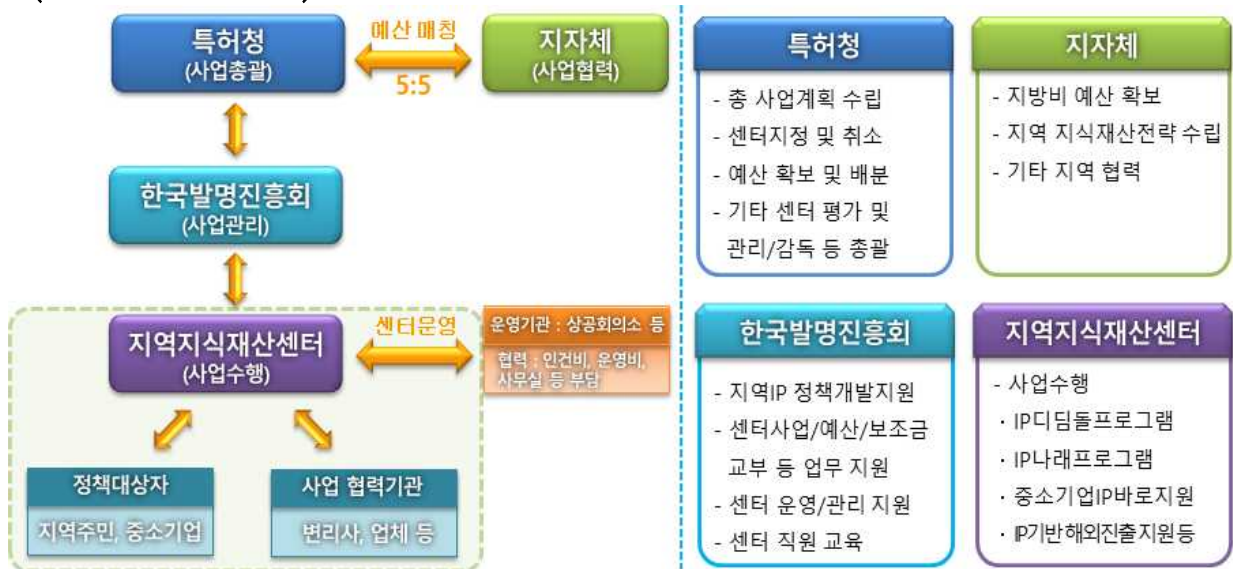 특허청
(사업총괄)
예산 매칭
5:5
지자체
(사업협력)
한국발명진흥회
(사업관리)
지역지식재산센터
(사업수행)
센터운영
운영기관 : 상공회의소 등
협력 : 인건비, 운영비,
사무실 등 부담
정책대상자
지역주민, 중소기업
사업 협력기관
변리사, 업체 등
특허청
- 총 사업계획 수립
- 센터지정 및 취소
- 예산 확보 및 배분
- 기타 센터 평가 및
관리/감독 등 총괄
지자체
- 지방비 예산 확보
- 지역 지식재산전략 수립
- 기타 지역 협력
한국발명진흥회
- 지역IP 정책개발지원
- 센터사업/예산/보조금
교부 등 업무 지원
- 센터 운영/관리 지원
- 센터 직원 교육
지역지식재산센터
- 사업수행
· IP디딤돌프로그램
· IP나래프로그램
· 중소기업IP바로지원
· IP기반해외진출지원등